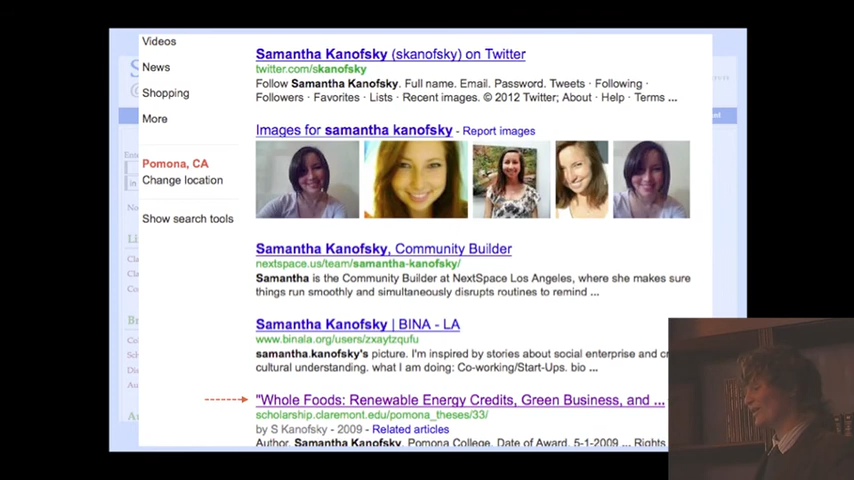 Videos
News
Shopping
More
Pomona, CA
Change location
Show search tools
Samantha Kanofsky (skanofsky) on Twitter
twitter.com/skanofsky
Follow Samantha Kanofsky. Full name. Email. Password. Tweets · Following ·
Followers · Favorites · Lists · Recent images. © 2012 Twitter; About · Help · Terms ...
Images for samantha kanofsky - Report images
Samantha Kanofsky, Community Builder
nextspace.us/team/samantha-kanofsky/
Samantha is the Community Builder at NextSpace Los Angeles, where she makes sure
things run smoothly and simultaneously disrupts routines to remind ...
Samantha Kanofsky | BINA - LA
www.binala.org/users/zxaytzqufu
samantha.kanofsky's picture. I'm inspired by stories about social enterprise and
cultural understanding. what I am doing: Co-working/Start-Ups. bio ...
"Whole Foods: Renewable Energy Credits, Green Business, and ...
scholarship.claremont.edu/pomona_theses/33/
by S Kanofsky - 2009 - Related articles
Author. Samantha Kanofsky, Pomona College. Date of Award. 5-1-2009 ... Rights